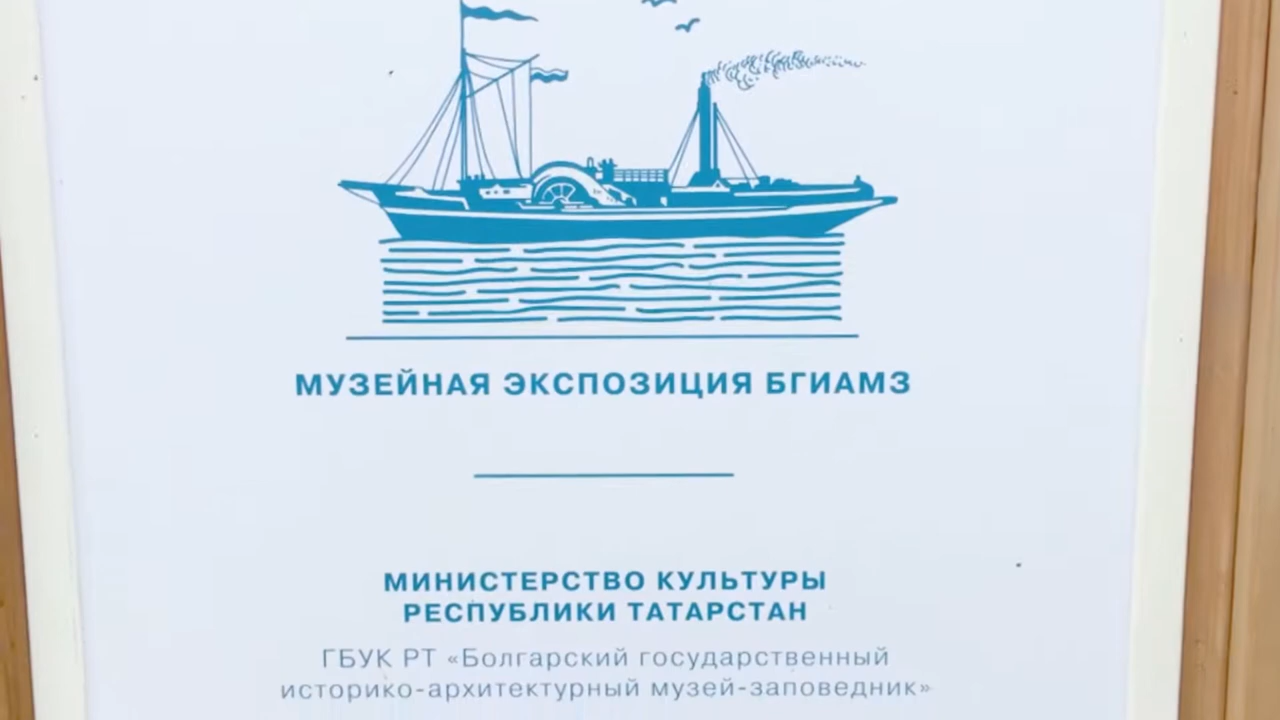 МУЗЕЙНАЯ ЭКСПОЗИЦИЯ БГИАМЗ
МИНИСТЕРСТВО КУЛЬТУРЫ
РЕСПУБЛИКИ ТАТАРСТАН
ГБУК РТ «Болгарский государственный
историко-архитектурный музей-заповедник»